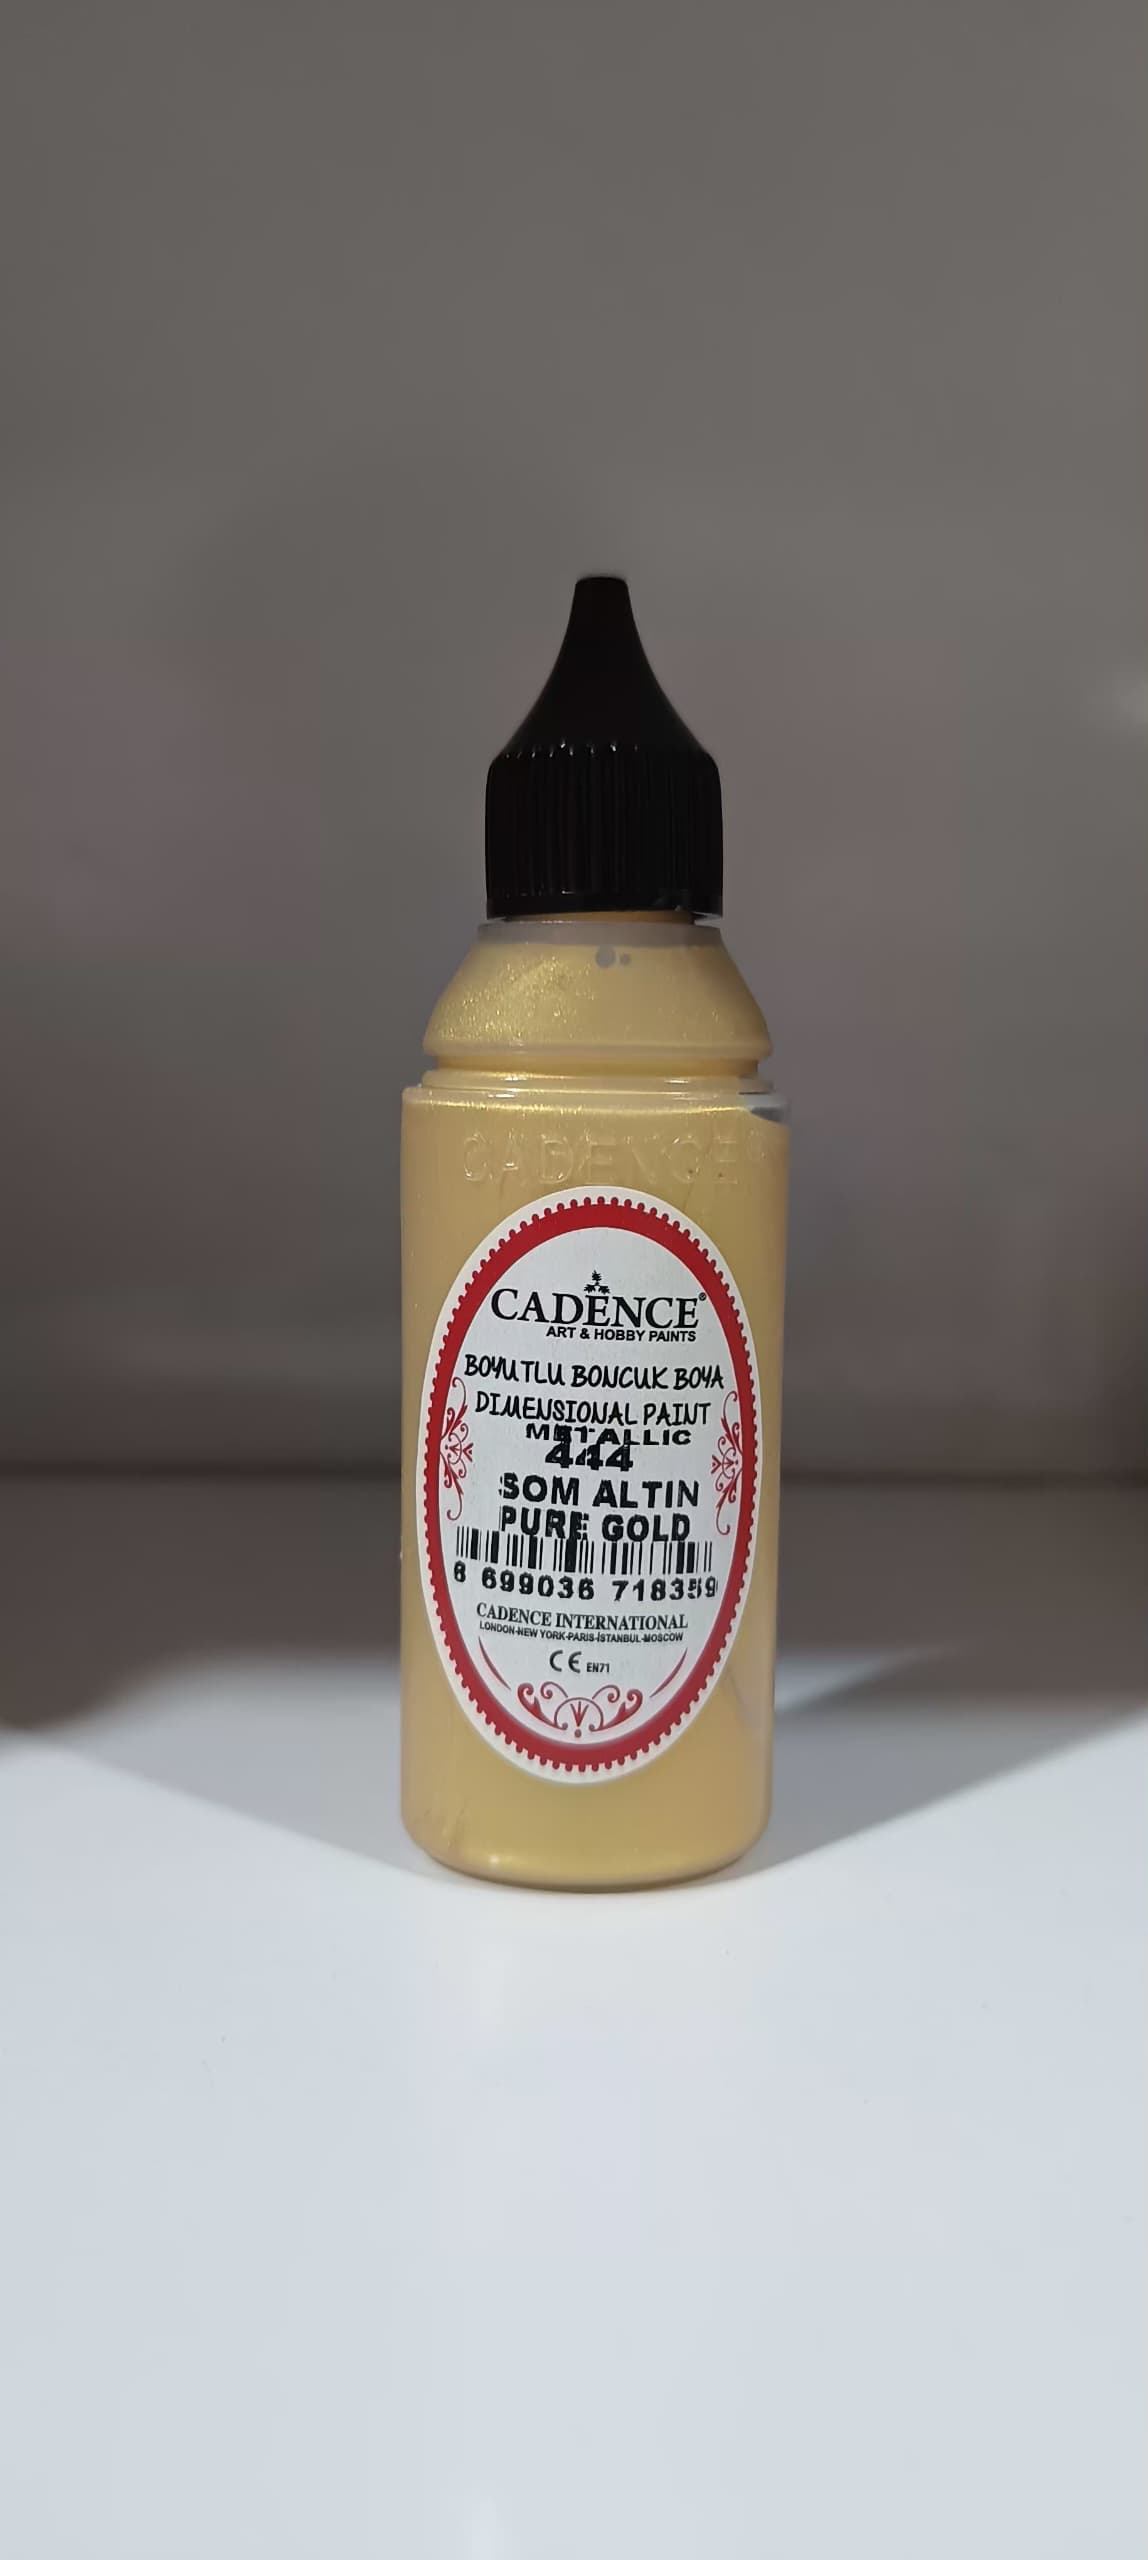 CADENCE®
CADENCE®
ART & HOBBY PAINTS
BOYUTLU BONCUK BOYA
DIMENSIONAL PAINT
METALLIC
444
SOM ALTIN
PURE GOLD
8 699036 718359
CADENCE INTERNATIONAL
LONDON-NEW YORK-PARIS-İSTANBUL-MOSCOW
CE EN71